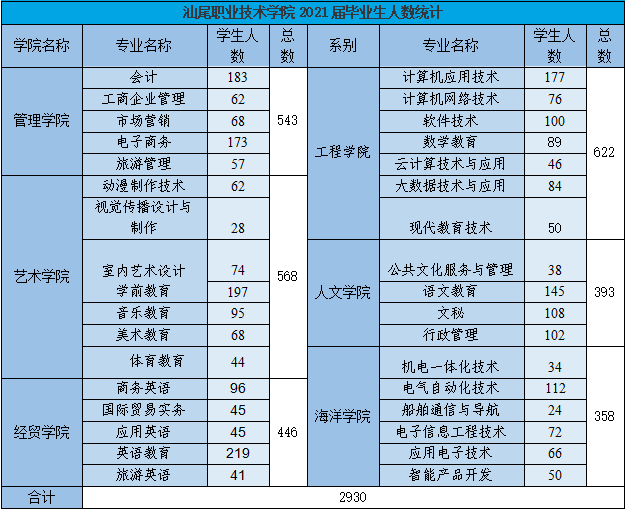 汕尾职业技术学院 2021 届毕业生人数统计
学院名称 专业名称 学生人数 总数 系别 专业名称 学生人数 总数
管理学院 会计 183 543 工程学院 计算机应用技术 177 622
工商企业管理 62 计算机网络技术 76
市场营销 68 软件技术 100
电子商务 173 数学教育 89
旅游管理 57 云计算技术与应用 46
艺术学院 动漫制作技术 62 568 大数据技术与应用 84
视觉传播设计与制作 28 现代教育技术 50
室内艺术设计 74 人文学院 公共文化服务与管理 38 393
学前教育 197 语文教育 145
音乐教育 95 文秘 108
美术教育 68 行政管理 102
体育教育 44 海洋学院 机电一体化技术 34 358
经贸学院 商务英语 96 446 电气自动化技术 112
国际贸易实务 45 船舶通信与导航 24
应用英语 45 电子信息工程技术 72
英语教育 219 应用电子技术 66
旅游英语 41 智能产品开发 50
合计 2930